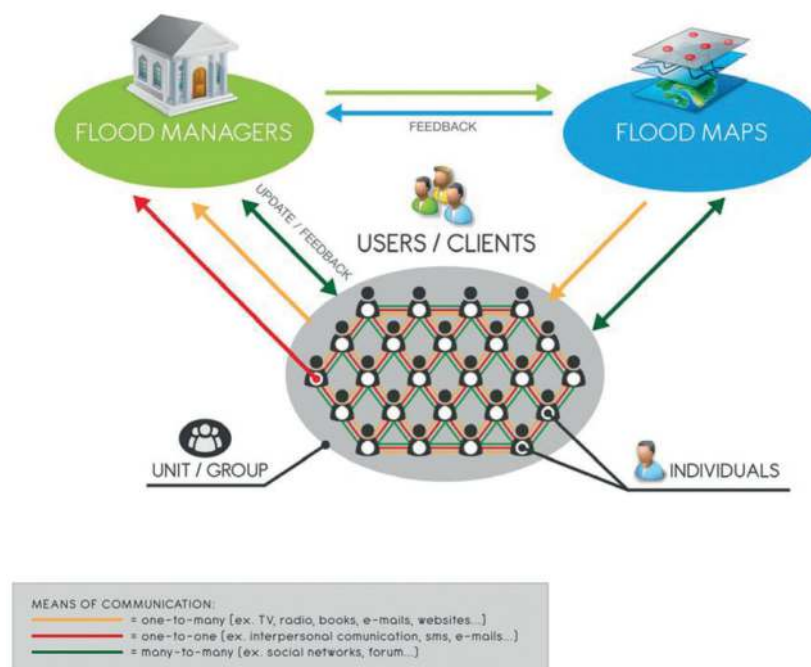 FLOOD MANAGERS
FLOOD MAPS
FEEDBACK
UPDATE / FEEDBACK
USERS / CLIENTS
UNIT / GROUP
INDIVIDUALS
MEANS OF COMMUNICATION:
= one-to-many (ex. TV, radio, books, e-mails, websites...)
= one-to-one (ex. interpersonal comunication, sms, e-mails...)
= many-to-many (ex. social networks, forum...)